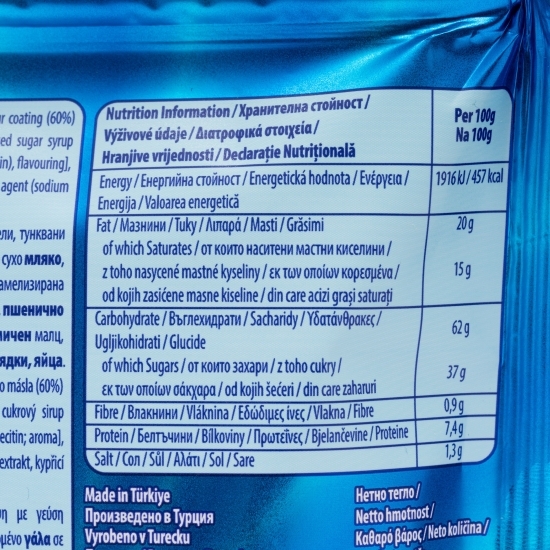 r coating (60%)
ed sugar syrup
in), flavouring],
agent (sodium
ели, тунквани
сухо мляко,
амелизирана
пшенично
ичен малц,
ядки, яйца.
o másla (60%)
cukrový sirup
ecitin; aroma],
extrakt, kypřicí
η με γεύση
μένο γάλα σε
Nutrition Information / Хранителна стойност /
Výživové údaje / Διατροφικά στοιχεία /
Hranjive vrijednosti / Declarație Nutrițională
Per 100g
Na 100g
Energy / Енергийна стойност / Energetická hodnota / Ενέργεια /
Energija / Valoarea energetică
1916 kJ / 457 kcal
Fat / Мазнини / Tuky / Λιπαρά / Masti / Grăsimi
20 g
of which Saturates / от които наситени мастни киселини /
z toho nasycené mastné kyseliny / εκ των οποίων κορεσμένα /
od kojih zasićene masne kiseline / din care acizi grași saturați
15 g
Carbohydrate / Въглехидрати / Sacharidy / Υδατάνθρακες /
Ugljikohidrati / Glucide
62 g
of which Sugars / от които захари / z toho cukry /
εκ των οποίων σάκχαρα / od kojih šećeri / din care zaharuri
37 g
Fibre / Влакнини / Vláknina / Εδώδιμες ίνες / Vlakna / Fibre
0,9 g
Protein / Белтъчини / Bílkoviny / Πρωτεΐνες / Bjelančevine / Proteine
7,4 g
Salt / Сол / Sůl / Αλάτι / Sol / Sare
1,3 g
Made in Türkiye
Произведено в Турция
Vyrobeno v Turecku
Нетно тегло /
Netto hmotnost /
Καθαρό βάρος / Neto količina /